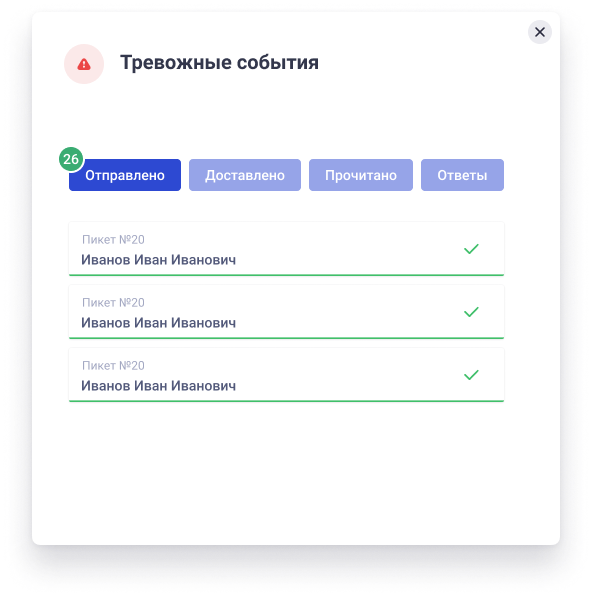 Тревожные события
26
Отправлено
Доставлено
Прочитано
Ответы
Пикет №20
Иванов Иван Иванович
Пикет №20
Иванов Иван Иванович
Пикет №20
Иванов Иван Иванович